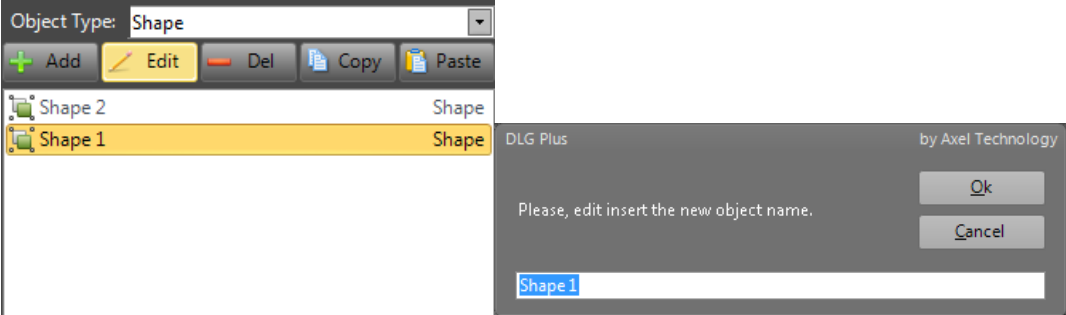 Object Type: Shape
Add Edit Del Copy Paste
Shape 2 Shape
Shape 1 Shape
DLG Plus by Axel Technology
Ok
Please, edit insert the new object name.
Cancel
Shape 1